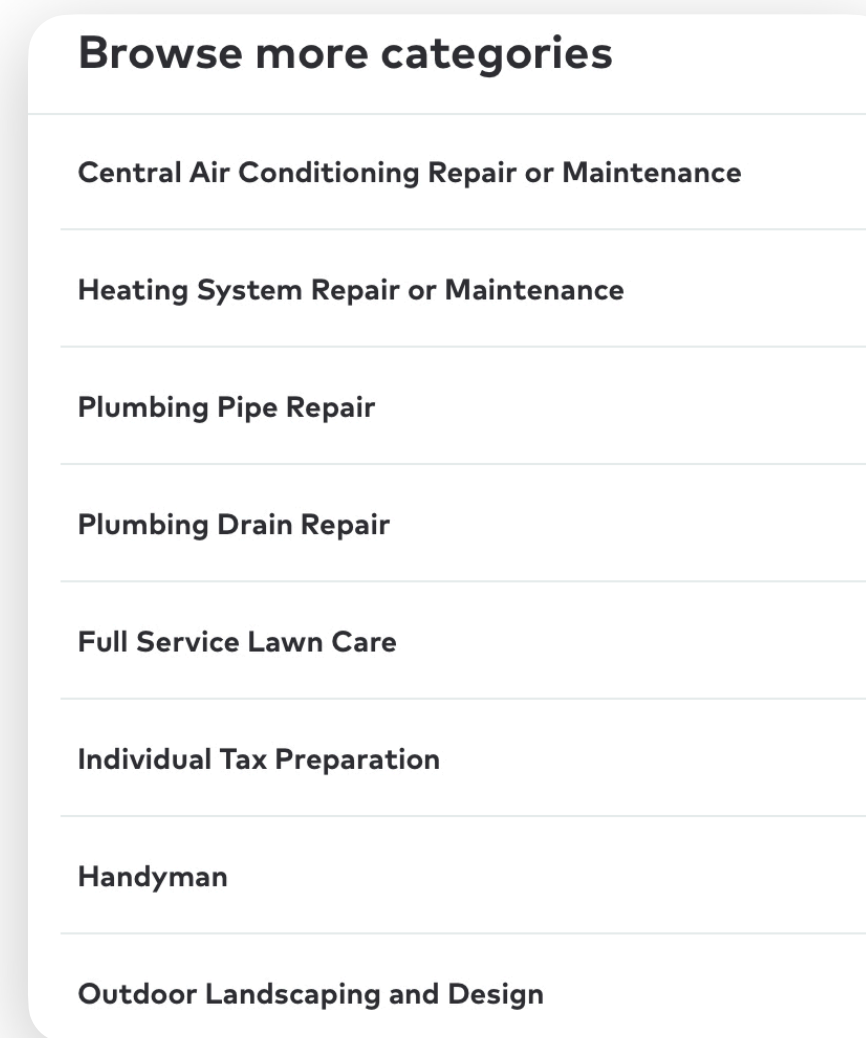 Browse more categories
Central Air Conditioning Repair or Maintenance
Heating System Repair or Maintenance
Plumbing Pipe Repair
Plumbing Drain Repair
Full Service Lawn Care
Individual Tax Preparation
Handyman
Outdoor Landscaping and Design